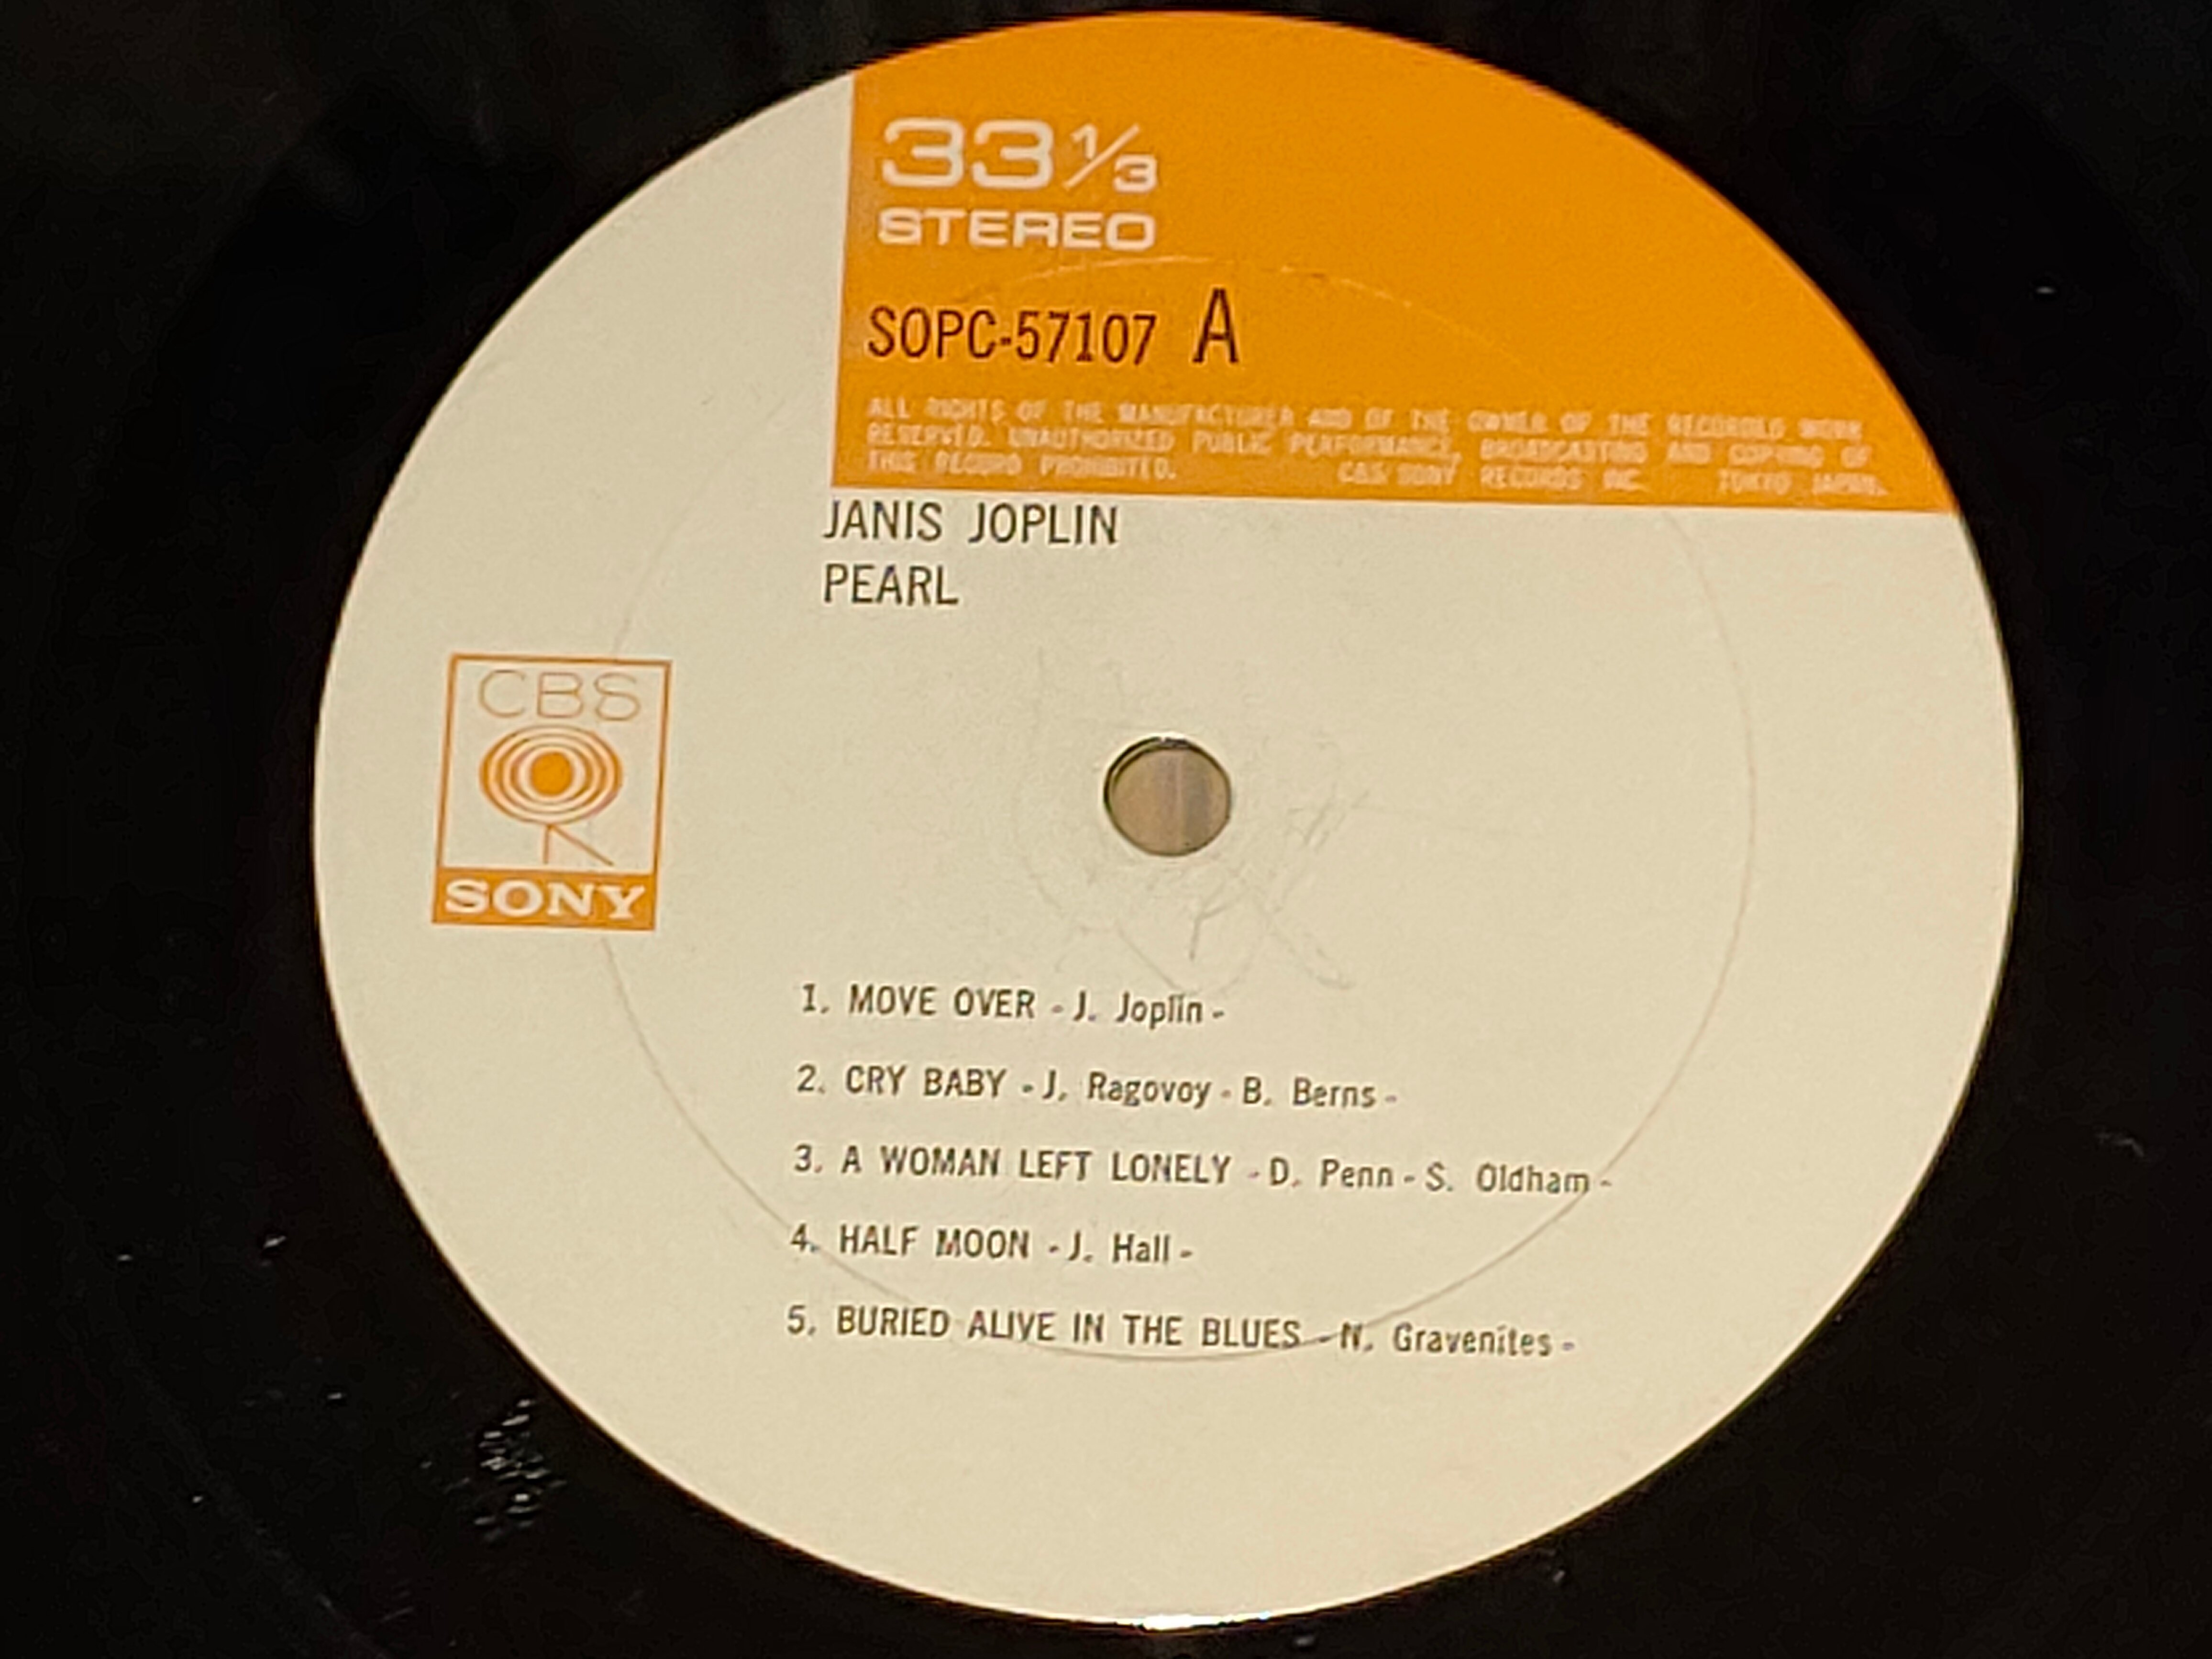 33 1/3
STEREO
SOPC-57107 A
ALL RIGHTS OF THE MANUFACTURER AND OF THE OWNER OF THE RECORDED WORK
RESERVED. UNAUTHORIZED PUBLIC PERFORMANCE, BROADCASTING AND COPYING OF
THIS RECORD PROHIBITED. CBS/SONY RECORDS INC. TOKYO JAPAN.
JANIS JOPLIN
PEARL
CBS
SONY
1. MOVE OVER - J. Joplin -
2. CRY BABY - J. Ragovoy - B. Berns -
3. A WOMAN LEFT LONELY - D. Penn - S. Oldham -
4. HALF MOON - J. Hall -
5. BURIED ALIVE IN THE BLUES - N. Gravenites -